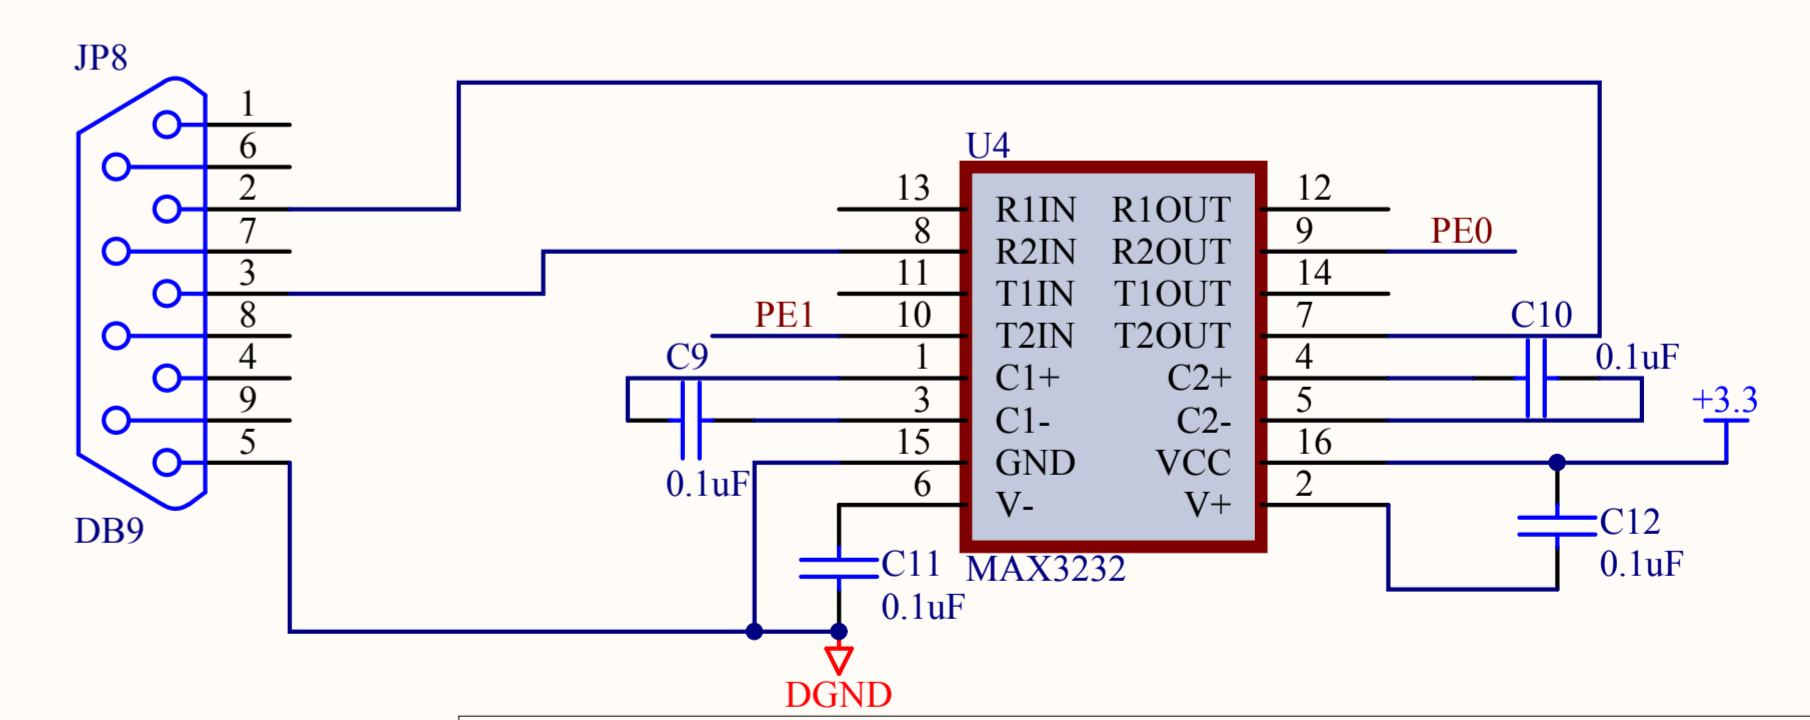 JP8
1
6
2
7
3
8
4
9
5
DB9
U4
13
R1IN
R1OUT
12
8
R2IN
R2OUT
9
PE0
11
T1IN
T1OUT
14
PE1
10
T2IN
T2OUT
7
C10
0.1uF
C9
0.1uF
1
C1+
C2+
4
3
C1-
C2-
5
+3.3
15
GND
VCC
16
6
V-
V+
2
C11
0.1uF
MAX3232
C12
0.1uF
DGND